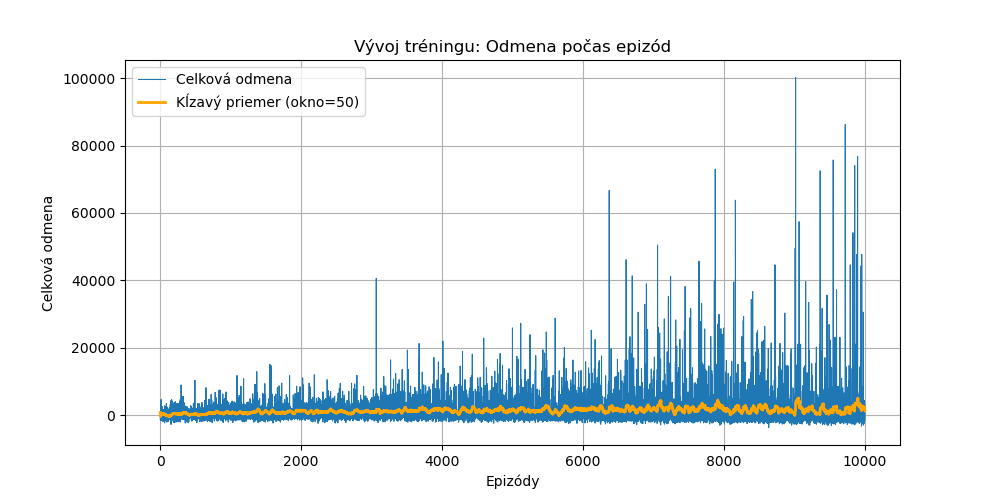 Vývoj tréningu: Odmena počas epizód
Celková odmena
Kĺzavý priemer (okno=50)
100000
80000
60000
40000
20000
0
Celková odmena
0
2000
4000
6000
8000
10000
Epizódy